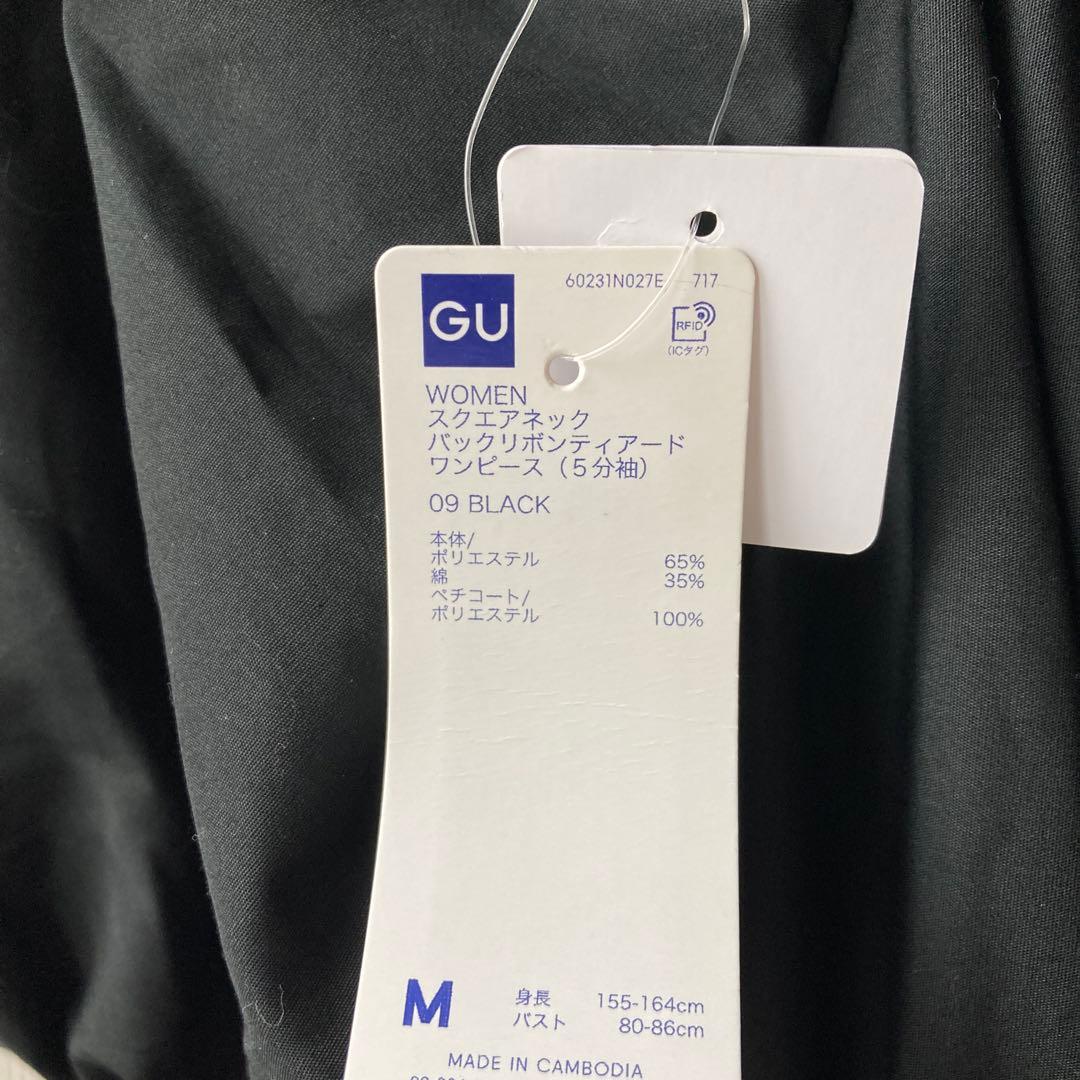 60231N027E 717
GU
RFID
(ICタグ)
WOMEN
スクエアネック
バックリボンティアード
ワンピース(5分袖)
09 BLACK
本体/
ポリエステル 65%
綿 35%
ペチコート/
ポリエステル 100%
M 身長 155-164cm
バスト 80-86cm
MADE IN CAMBODIA